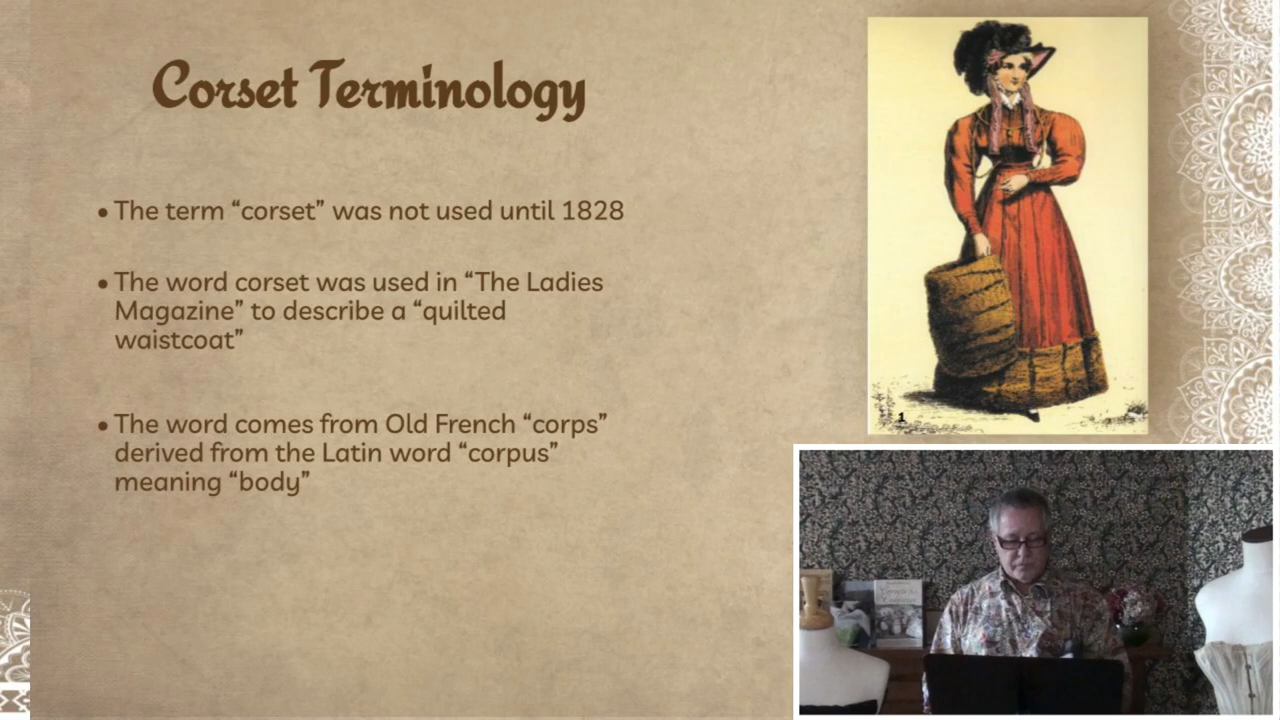 Corset Terminology
• The term “corset” was not used until 1828
• The word corset was used in “The Ladies
Magazine” to describe a “quilted
waistcoat”
• The word comes from Old French “corps”
derived from the Latin word “corpus”
meaning “body”
1